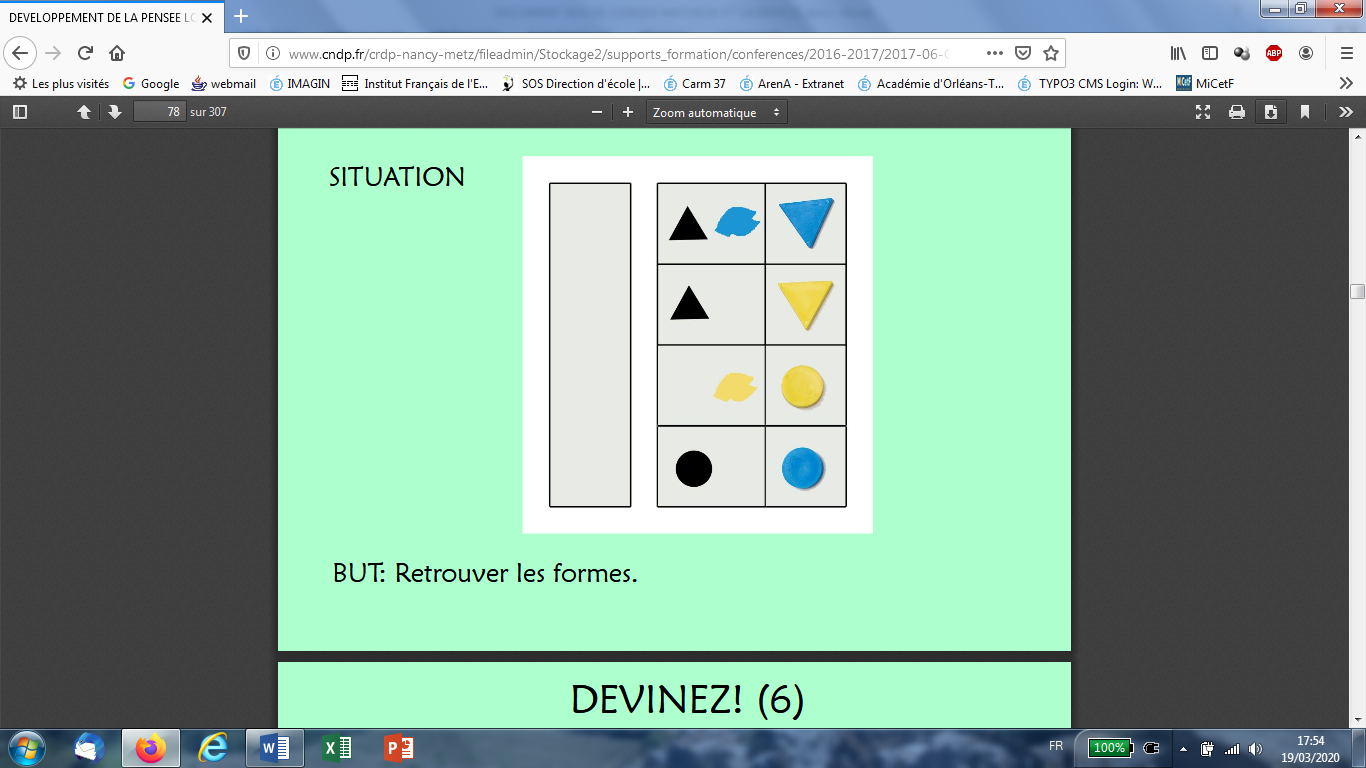 DEVELOPPEMENT DE LA PENSEE LO
www.cndp.fr/crdp-nancy-metz/fileadmin/Stockage2/supports_formation/conferences/2016-2017/2017-06-
Les plus visités Google webmail IMAGIN Institut Français de l'E... SOS Direction d'école |... Carm 37 ArenA - Extranet Académie d'Orléans-T... TYPO3 CMS Login: W... MiCetF
78 sur 307 Zoom automatique
SITUATION
BUT: Retrouver les formes.
DEVINEZ! (6)
FR 100% 17:54
19/03/2020